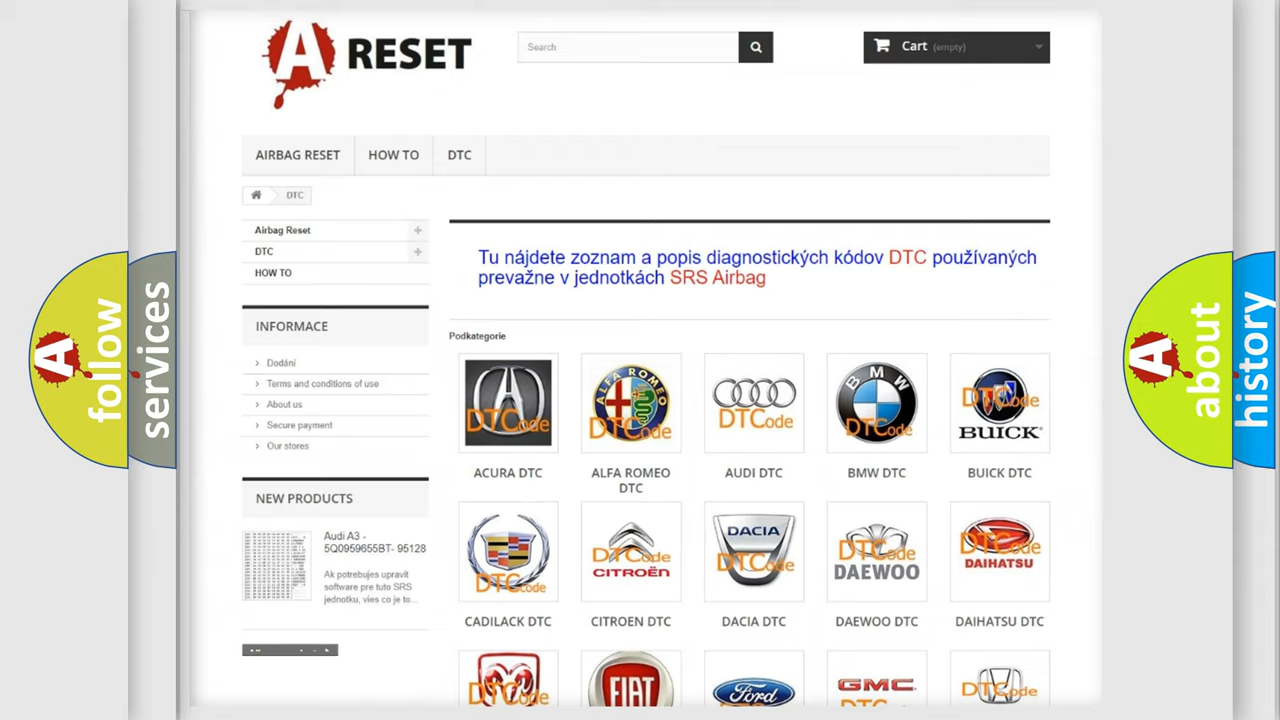 A RESET
Search
Cart (empty)
AIRBAG RESET
HOW TO
DTC
DTC
Airbag Reset
DTC
HOW TO
Tu nájdete zoznam a popis diagnostických kódov DTC používaných
prevažne v jednotkách SRS Airbag
INFORMACE
Dodání
Terms and conditions of use
About us
Secure payment
Our stores
NEW PRODUCTS
Audi A3 -
5Q0959655BT- 95128
Ak potrebujes upravit
software pre tuto SRS
jednotku, vies co je to...
Podkategorie
DTCode
ALFA ROMEO
DTCode
DTCode
BMW
DTCode
DTCode
BUICK
ACURA DTC
ALFA ROMEO
DTC
AUDI DTC
BMW DTC
BUICK DTC
DTCode
DTCode
CITROËN
DACIA
DTCode
DTCode
DAEWOO
DTCode
DAIHATSU
CADILACK DTC
CITROEN DTC
DACIA DTC
DAEWOO DTC
DAIHATSU DTC
DTCode
FIAT
Ford
GMC
DTCode
A follow
services
A about
history